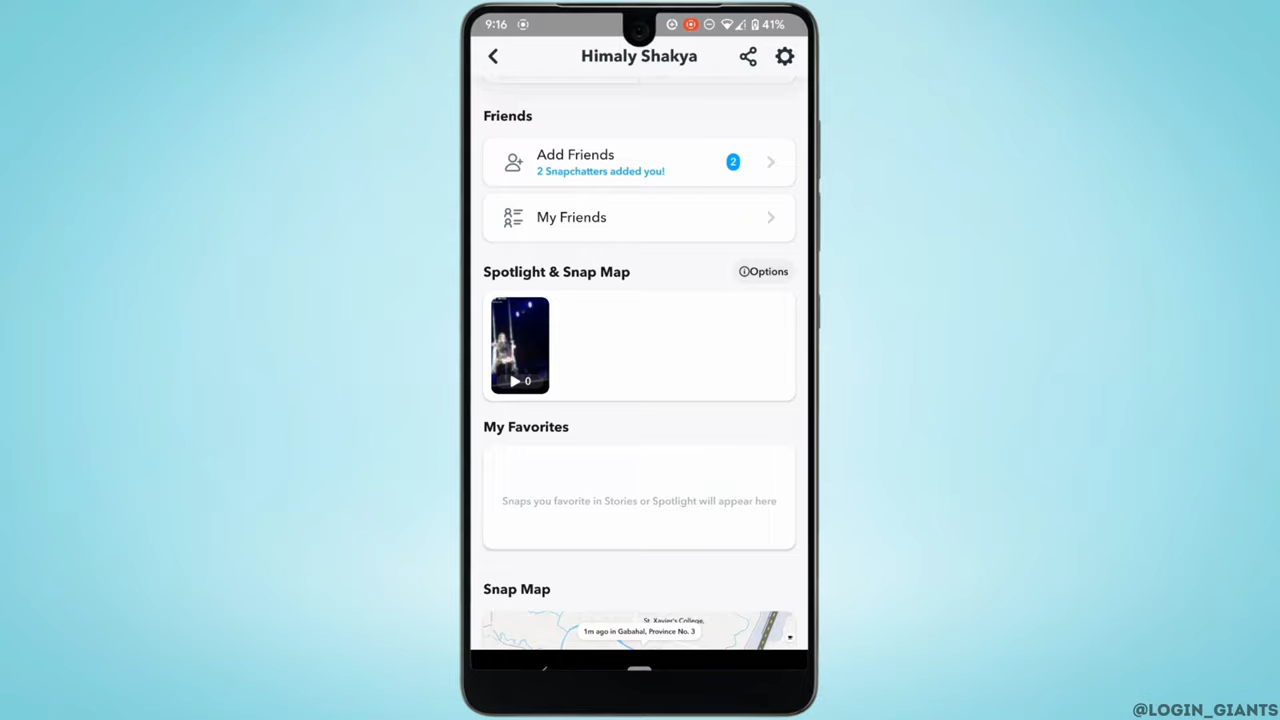 9:16
41%
Himaly Shakya
Friends
Add Friends
2 Snapchatters added you!
2
My Friends
Spotlight & Snap Map
Options
0
My Favorites
Snaps you favorite in Stories or Spotlight will appear here
Snap Map
St. Xavier's College,
1m ago in Gabahal, Province No. 3
@LOGIN_GIANTS